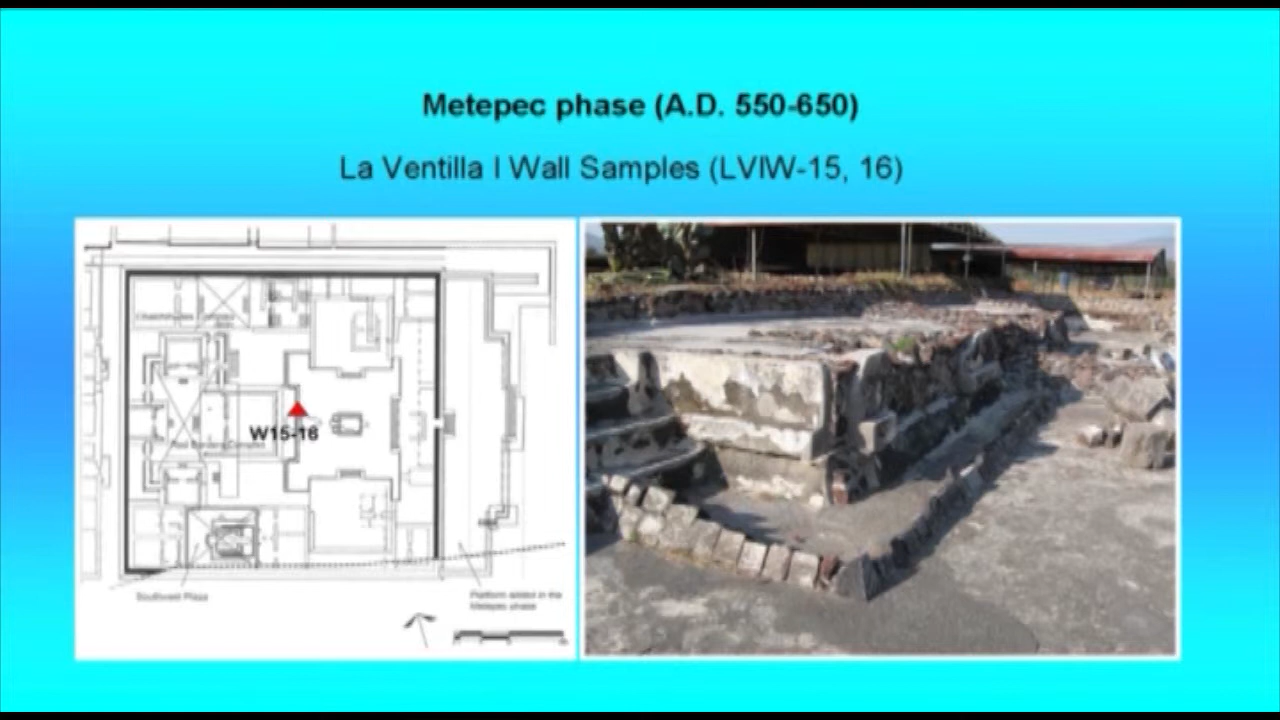 Metepec phase (A.D. 550-650)
La Ventilla I Wall Samples (LVIW-15, 16)
W15-16
Southwest Plaza
Platform added in the
Metepec phase